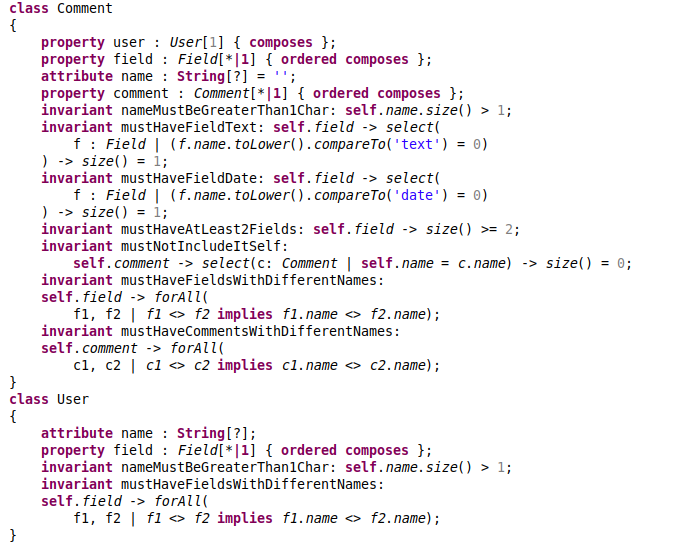 class Comment
{
    property user : User[1] { composes };
    property field : Field[*|1] { ordered composes };
    attribute name : String[?] = '';
    property comment : Comment[*|1] { ordered composes };
    invariant nameMustBeGreaterThan1Char: self.name.size() > 1;
    invariant mustHaveFieldText: self.field -> select(
        f : Field | (f.name.toLower().compareTo('text') = 0)
    ) -> size() = 1;
    invariant mustHaveFieldDate: self.field -> select(
        f : Field | (f.name.toLower().compareTo('date') = 0)
    ) -> size() = 1;
    invariant mustHaveAtLeast2Fields: self.field -> size() >= 2;
    invariant mustNotIncludeItSelf:
        self.comment -> select(c: Comment | self.name = c.name) -> size() = 0;
    invariant mustHaveFieldsWithDifferentNames:
    self.field -> forAll(
        f1, f2 | f1 <> f2 implies f1.name <> f2.name);
    invariant mustHaveCommentsWithDifferentNames:
    self.comment -> forAll(
        c1, c2 | c1 <> c2 implies c1.name <> c2.name);
}
class User
{
    attribute name : String[?];
    property field : Field[*|1] { ordered composes };
    invariant nameMustBeGreaterThan1Char: self.name.size() > 1;
    invariant mustHaveFieldsWithDifferentNames:
    self.field -> forAll(
        f1, f2 | f1 <> f2 implies f1.name <> f2.name);
}